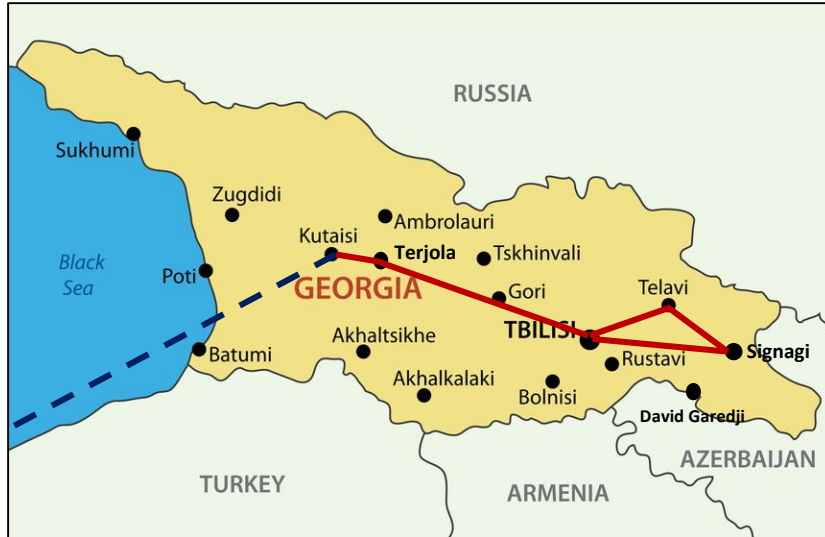 RUSSIA
Sukhumi
Zugdidi
Ambrolauri
Kutaisi
Terjola
Tskhinvali
Black
Sea
Poti
GEORGIA
Gori
Telavi
TBILISI
Batumi
Akhaltsikhe
Rustavi
Signagi
Akhalkalaki
Bolnisi
David Garedji
AZERBAIJAN
TURKEY
ARMENIA